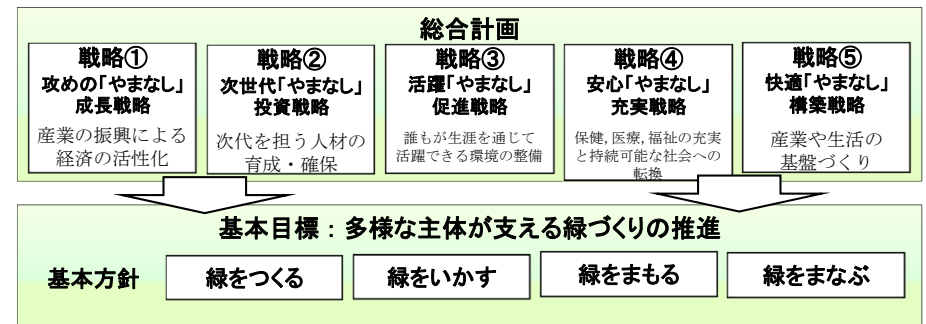 総合計画
戦略①
攻めの「やまなし」
成長戦略
産業の振興による
経済の活性化
戦略②
次世代「やまなし」
投資戦略
次代を担う人材の
育成・確保
戦略③
活躍「やまなし」
促進戦略
誰もが生涯を通じて
活躍できる環境の整備
戦略④
安心「やまなし」
充実戦略
保健,医療,福祉の充実
と持続可能な社会への
転換
戦略⑤
快適「やまなし」
構築戦略
産業や生活の
基盤づくり
基本目標：多様な主体が支える緑づくりの推進
基本方針
緑をつくる
緑をいかす
緑をまもる
緑をまなぶ